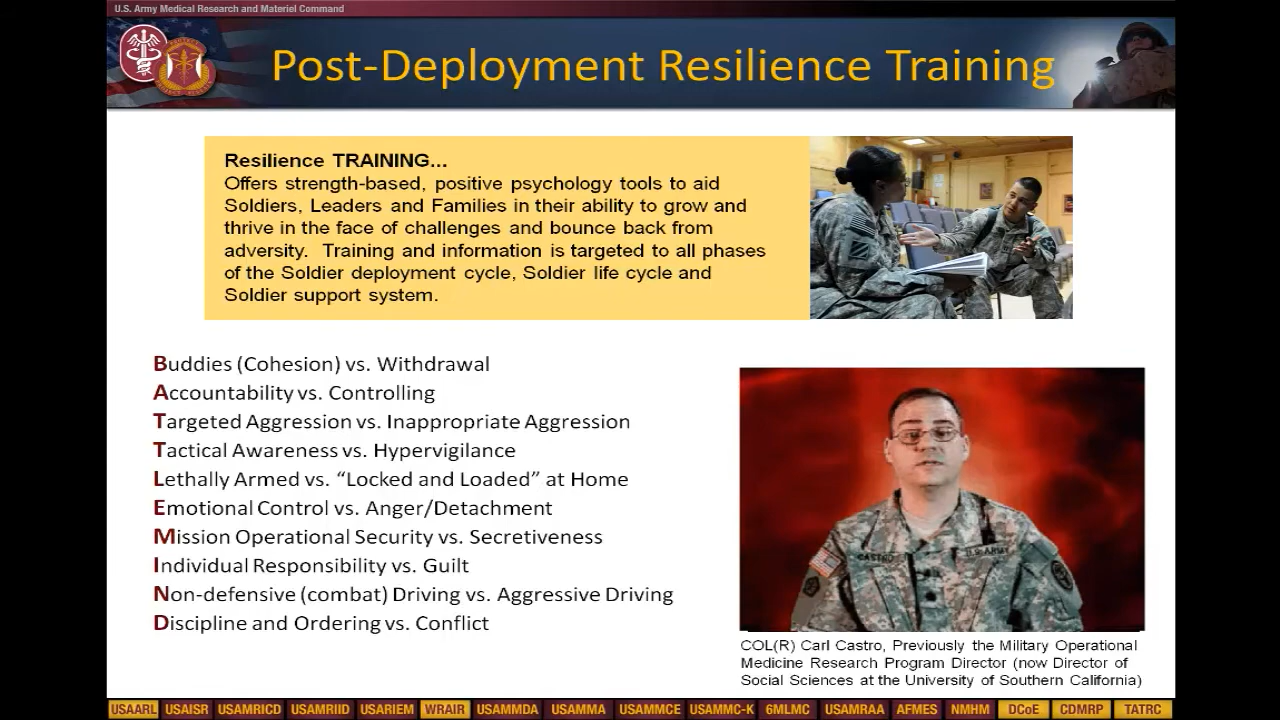 U.S. Army Medical Research and Materiel Command
Post-Deployment Resilience Training
Resilience TRAINING...
Offers strength-based, positive psychology tools to aid
Soldiers, Leaders and Families in their ability to grow and
thrive in the face of challenges and bounce back from
adversity. Training and information is targeted to all phases
of the Soldier deployment cycle, Soldier life cycle and
Soldier support system.
Buddies (Cohesion) vs. Withdrawal
Accountability vs. Controlling
Targeted Aggression vs. Inappropriate Aggression
Tactical Awareness vs. Hypervigilance
Lethally Armed vs. “Locked and Loaded” at Home
Emotional Control vs. Anger/Detachment
Mission Operational Security vs. Secretiveness
Individual Responsibility vs. Guilt
Non-defensive (combat) Driving vs. Aggressive Driving
Discipline and Ordering vs. Conflict
CASTRO
U.S. ARMY
COL(R) Carl Castro, Previously the Military Operational
Medicine Research Program Director (now Director of
Social Sciences at the University of Southern California)
USAARL USAISR USAMRICD USAMRIID USARIEM WRAIR USAMMDA USAMMA USAMMCE USAMMC-K 6MLMC USAMRAA AFMES NMHM DCoE CDMRP TATRC